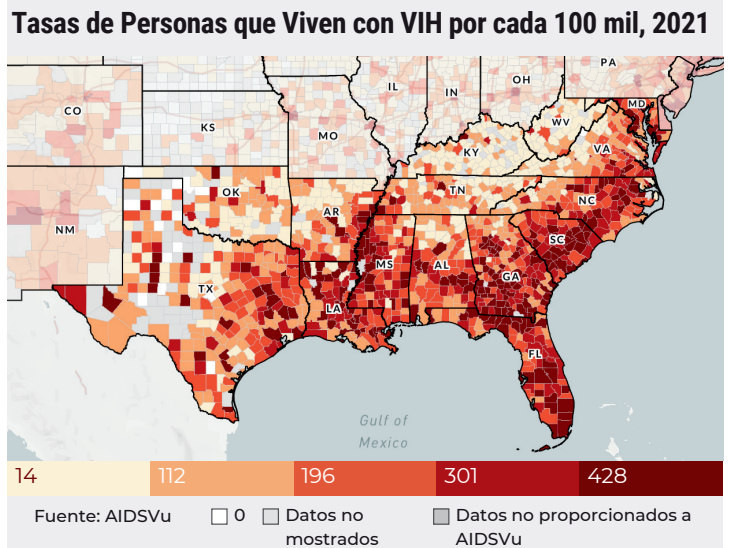 Tasas de Personas que Viven con VIH por cada 100 mil, 2021
PA
OH
IL
IN
MD
CO
WV
KS
MO
VA
KY
OK
TN
NC
AR
NM
SC
MS
AL
GA
TX
LA
FL
Gulf of
Mexico
14 112 196 301 428
Fuente: AIDSVu 0 Datos no mostrados Datos no proporcionados a AIDSVu